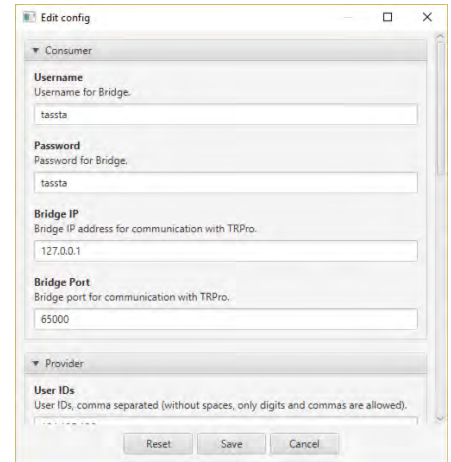 Edit config
Consumer
Username
Username for Bridge.
tassta
Password
Password for Bridge.
tassta
Bridge IP
Bridge IP address for communication with TRPro.
127.0.0.1
Bridge Port
Bridge port for communication with TRPro.
65000
Provider
User IDs
User IDs, comma separated (without spaces, only digits and commas are allowed).
Reset Save Cancel